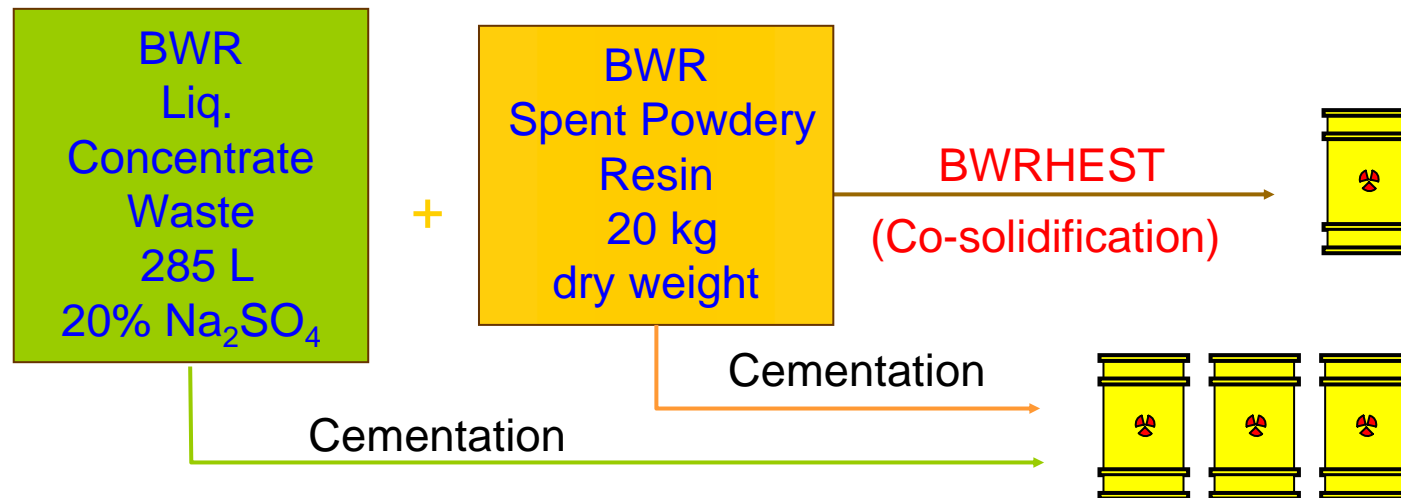 BWR
Liq.
Concentrate
Waste
285 L
20% Na₂SO₄
+
BWR
Spent Powdery
Resin
20 kg
dry weight
BWRHEST
(Co-solidification)
Cementation
Cementation